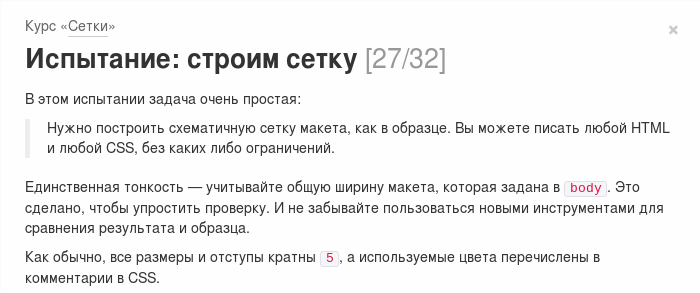 Курс «Сетки»
×
Испытание: строим сетку [27/32]
В этом испытании задача очень простая:
Нужно построить схематичную сетку макета, как в образце. Вы можете писать любой HTML
и любой CSS, без каких либо ограничений.
Единственная тонкость — учитывайте общую ширину макета, которая задана в body. Это
сделано, чтобы упростить проверку. И не забывайте пользоваться новыми инструментами для
сравнения результата и образца.
Как обычно, все размеры и отступы кратны 5, а используемые цвета перечислены в
комментарии в CSS.